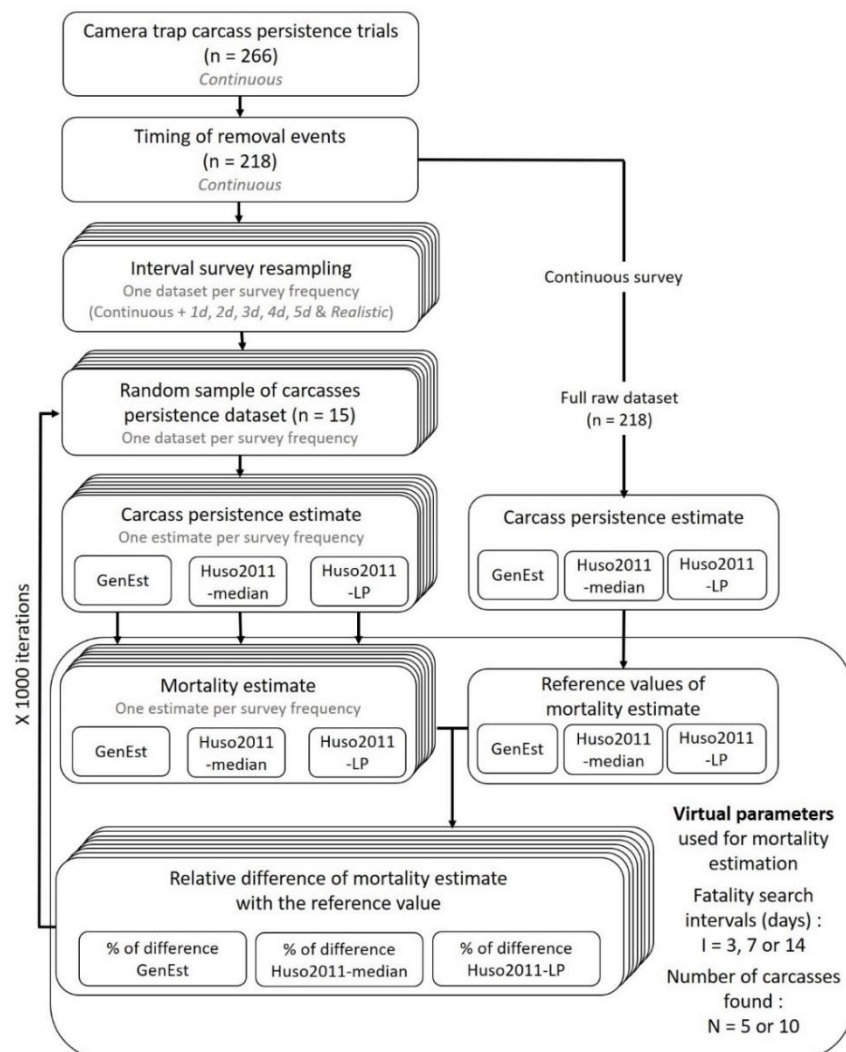 Camera trap carcass persistence trials
(n = 266)
Continuous
Timing of removal events
(n = 218)
Continuous
Interval survey resampling
One dataset per survey frequency
(Continuous + 1d, 2d, 3d, 4d, 5d & Realistic)
Continuous survey
Random sample of carcasses
persistence dataset (n = 15)
One dataset per survey frequency
Full raw dataset
(n = 218)
Carcass persistence estimate
One estimate per survey frequency
GenEst
Huso2011
-median
Huso2011
-LP
Carcass persistence estimate
GenEst
Huso2011
-median
Huso2011
-LP
X 1000 iterations
Mortality estimate
One estimate per survey frequency
GenEst
Huso2011
-median
Huso2011
-LP
Reference values of
mortality estimate
GenEst
Huso2011
-median
Huso2011
-LP
Relative difference of mortality estimate
with the reference value
% of difference
GenEst
% of difference
Huso2011-median
% of difference
Huso2011-LP
Virtual parameters
used for mortality
estimation
Fatality search
intervals (days) :
I = 3, 7 or 14
Number of carcasses
found :
N = 5 or 10